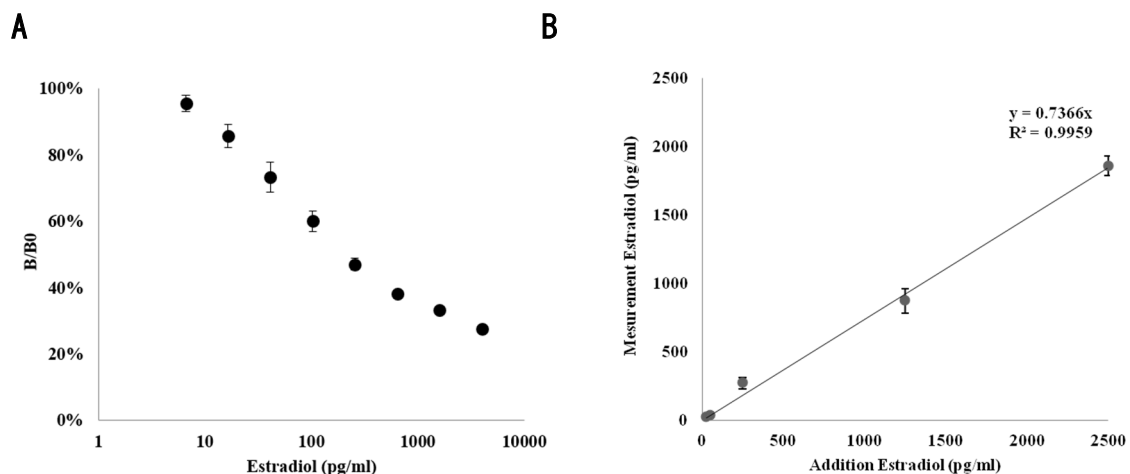 A
B
100%
80%
60%
40%
20%
0%
B/B0
1
10
100
1000
10000
Estradiol (pg/ml)
2500
2000
1500
1000
500
0
Mesurement Estradiol (pg/ml)
y = 0.7366x
R² = 0.9959
0
500
1000
1500
2000
2500
Addition Estradiol (pg/ml)